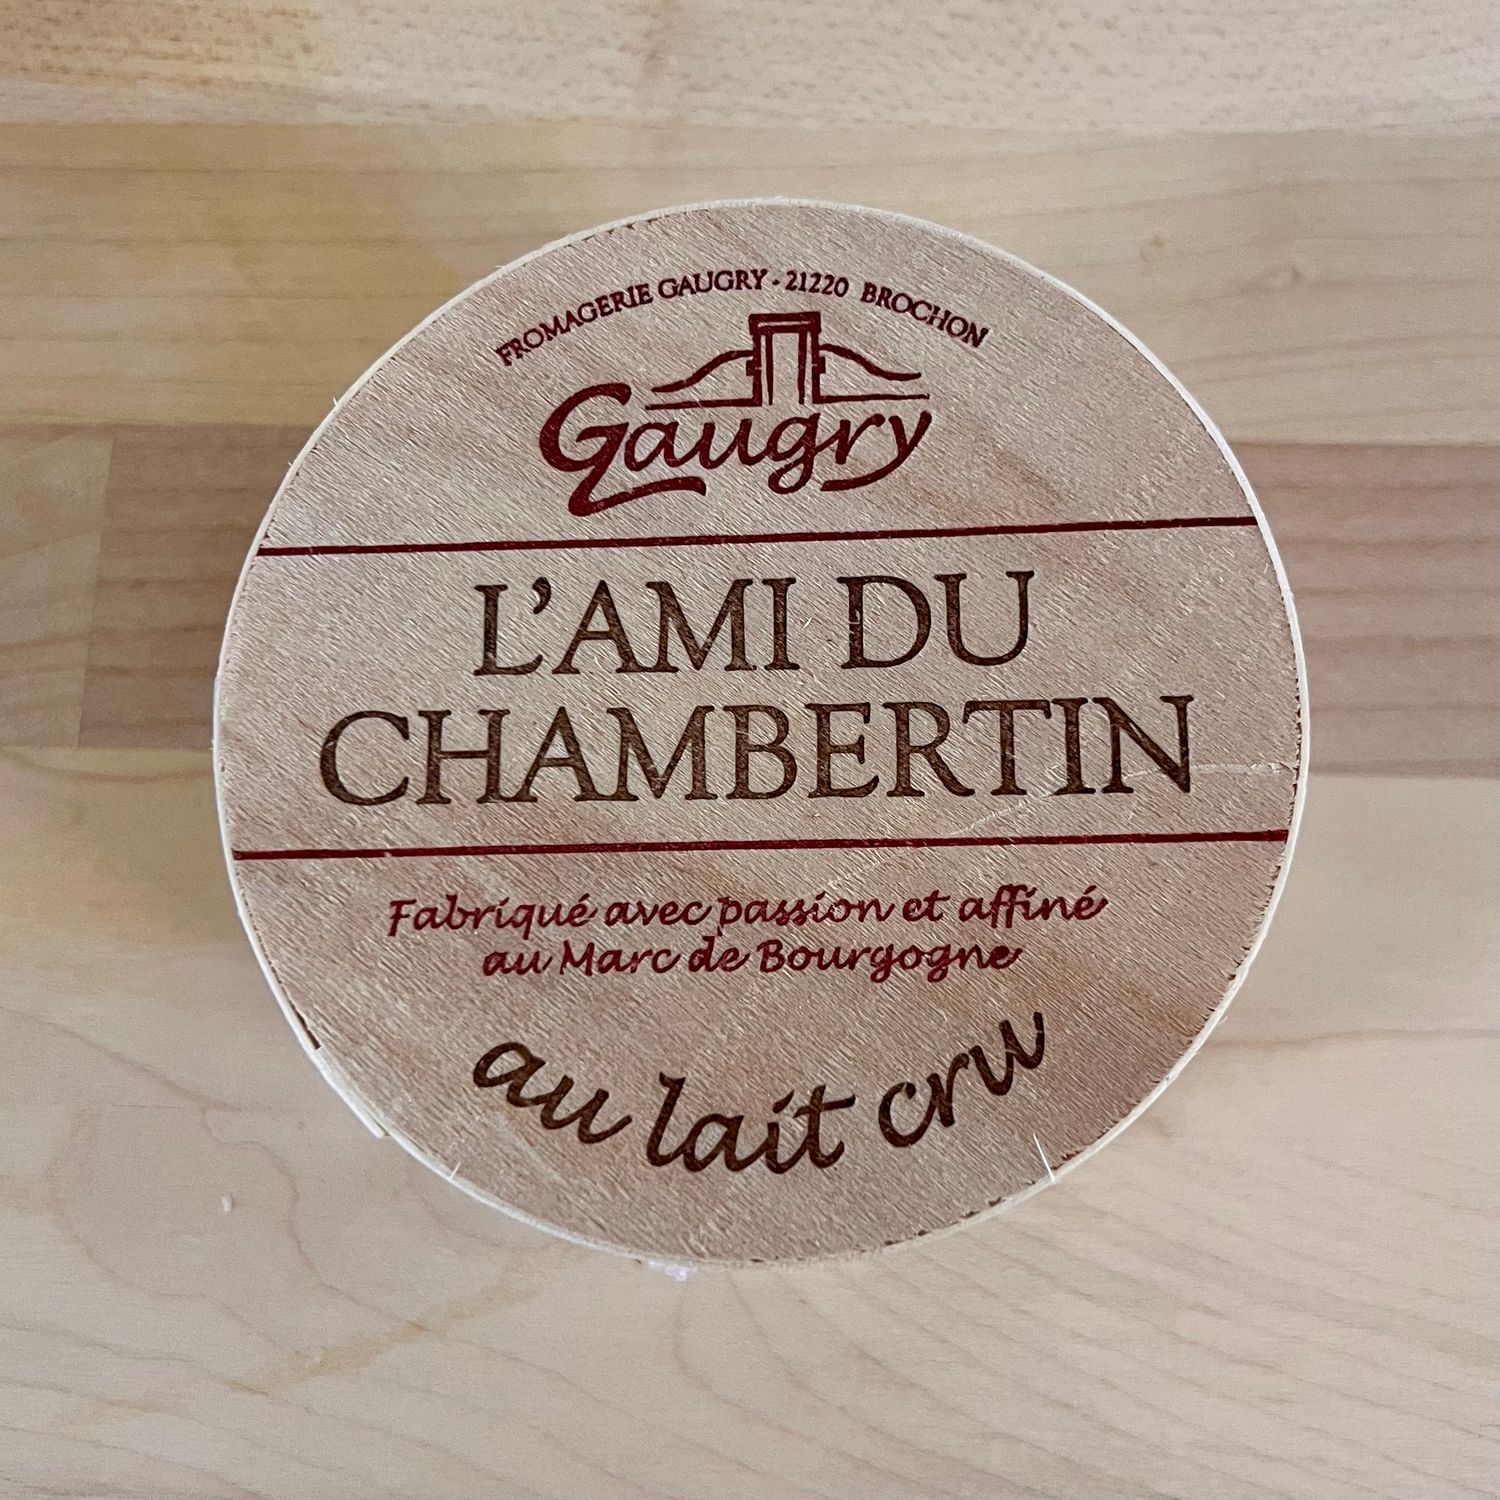 FROMAGERIE GAUGRY - 21220 BROCHON
Gaugry
L'AMI DU
CHAMBERTIN
Fabriqué avec passion et affiné
au Marc de Bourgogne
au lait cru